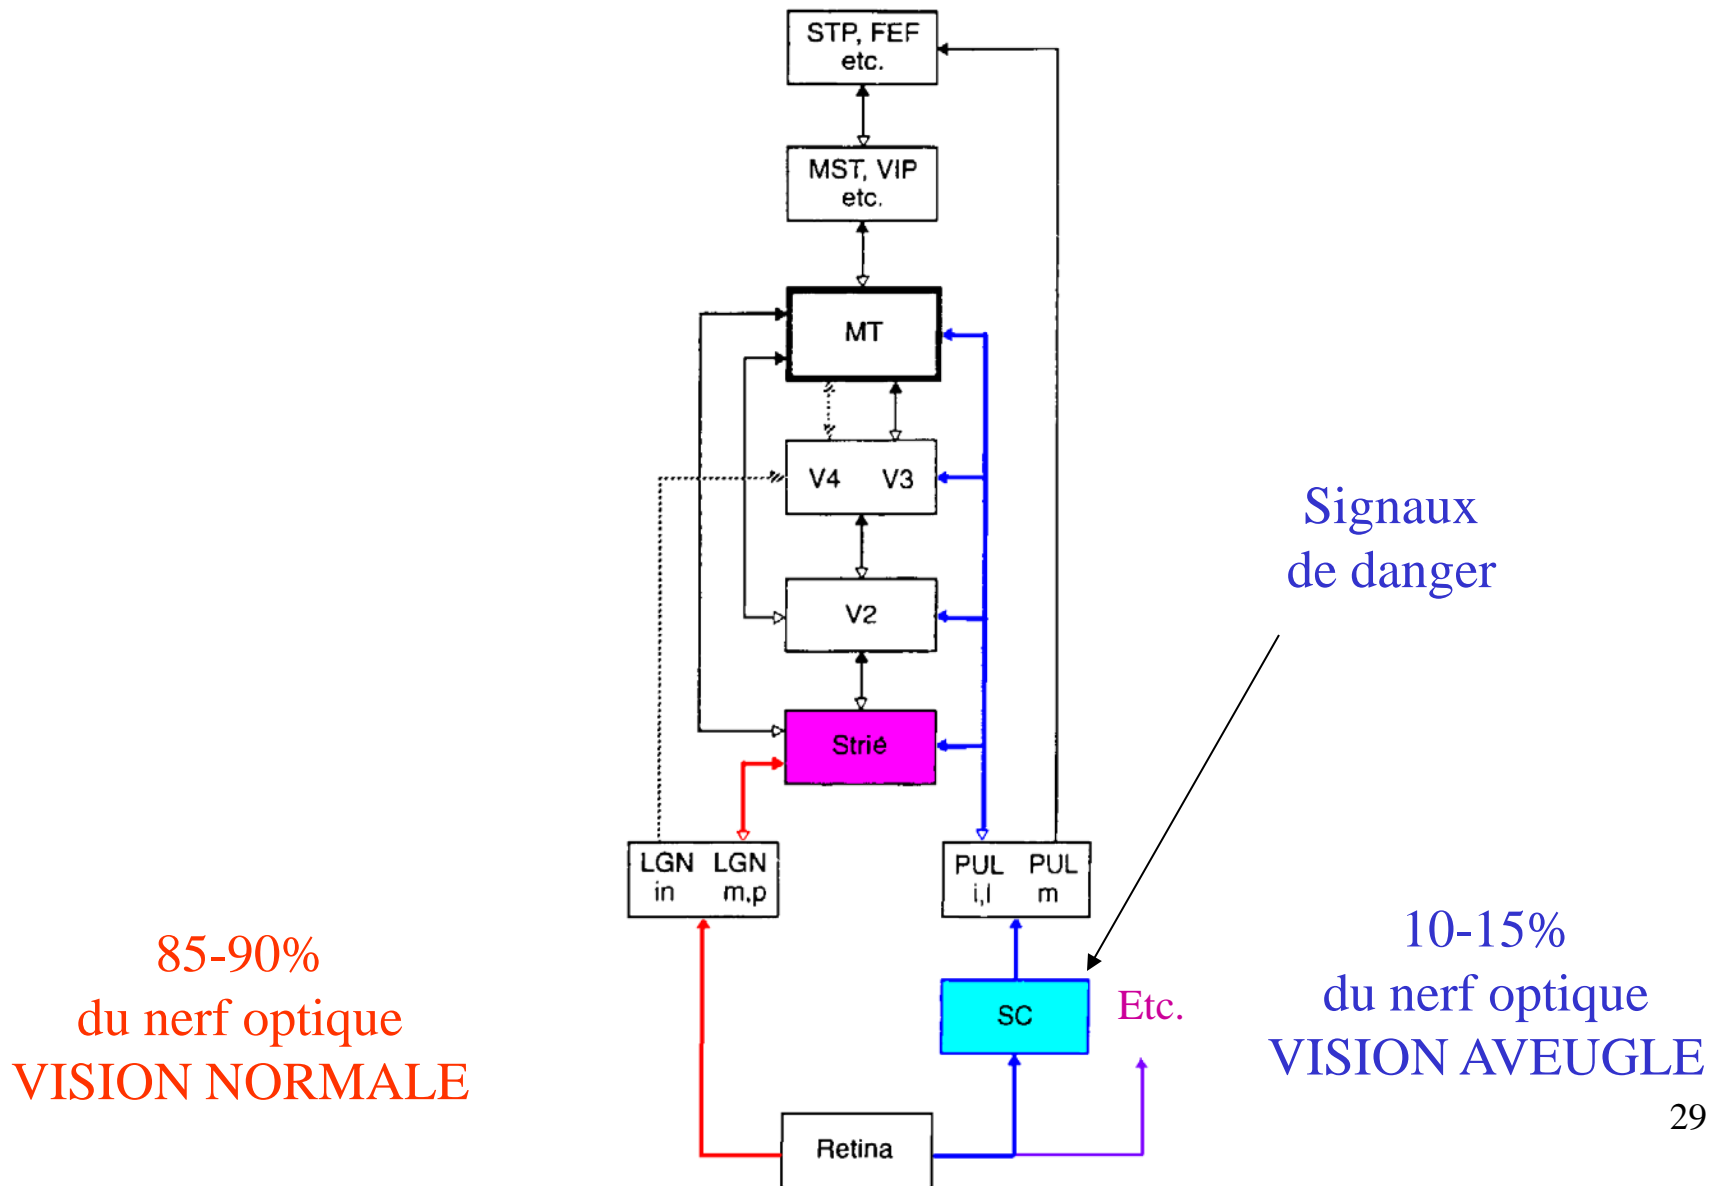 STP, FEF
etc.
MST, VIP
etc.
MT
V4 V3
V2
Strié
LGN LGN
in m,p
PUL PUL
i,l m
SC
Etc.
Retina
Signaux
de danger
85-90%
du nerf optique
VISION NORMALE
10-15%
du nerf optique
VISION AVEUGLE
29